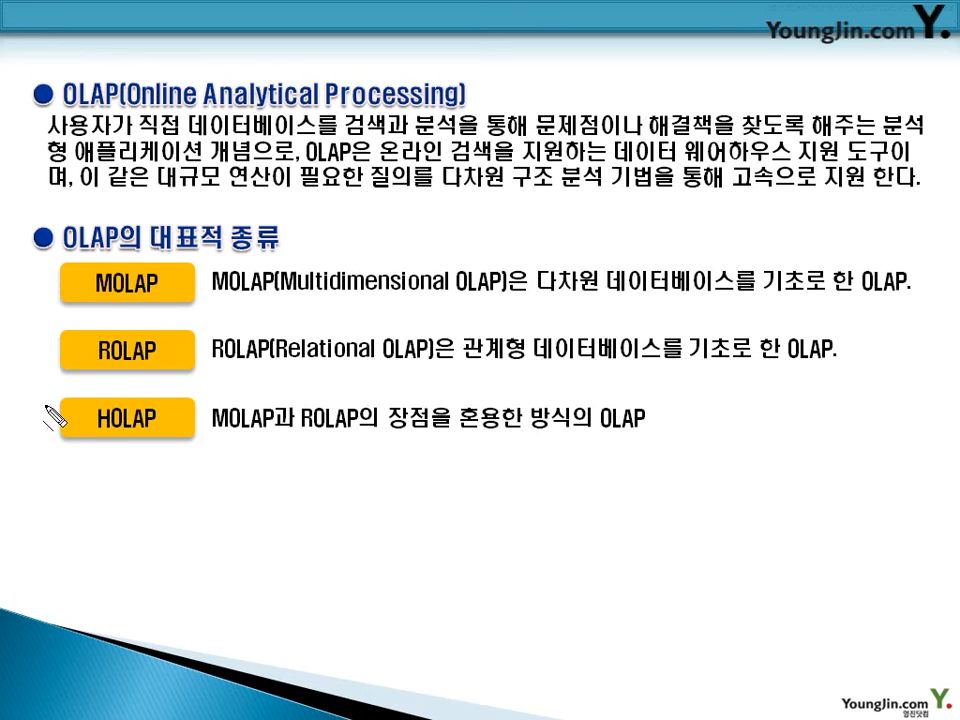 YoungJin.com Y.
OLAP(Online Analytical Processing)
사용자가 직접 데이터베이스를 검색과 분석을 통해 문제점이나 해결책을 찾도록 해주는 분석
형 애플리케이션 개념으로, OLAP은 온라인 검색을 지원하는 데이터 웨어하우스 지원 도구이
며, 이 같은 대규모 연산이 필요한 질의를 다차원 구조 분석 기법을 통해 고속으로 지원 한다.
OLAP의 대표적 종류
MOLAP MOLAP(Multidimensional OLAP)은 다차원 데이터베이스를 기초로 한 OLAP.
ROLAP ROLAP(Relational OLAP)은 관계형 데이터베이스를 기초로 한 OLAP.
HOLAP MOLAP과 ROLAP의 장점을 혼용한 방식의 OLAP
YoungJin.com Y.
영진닷컴